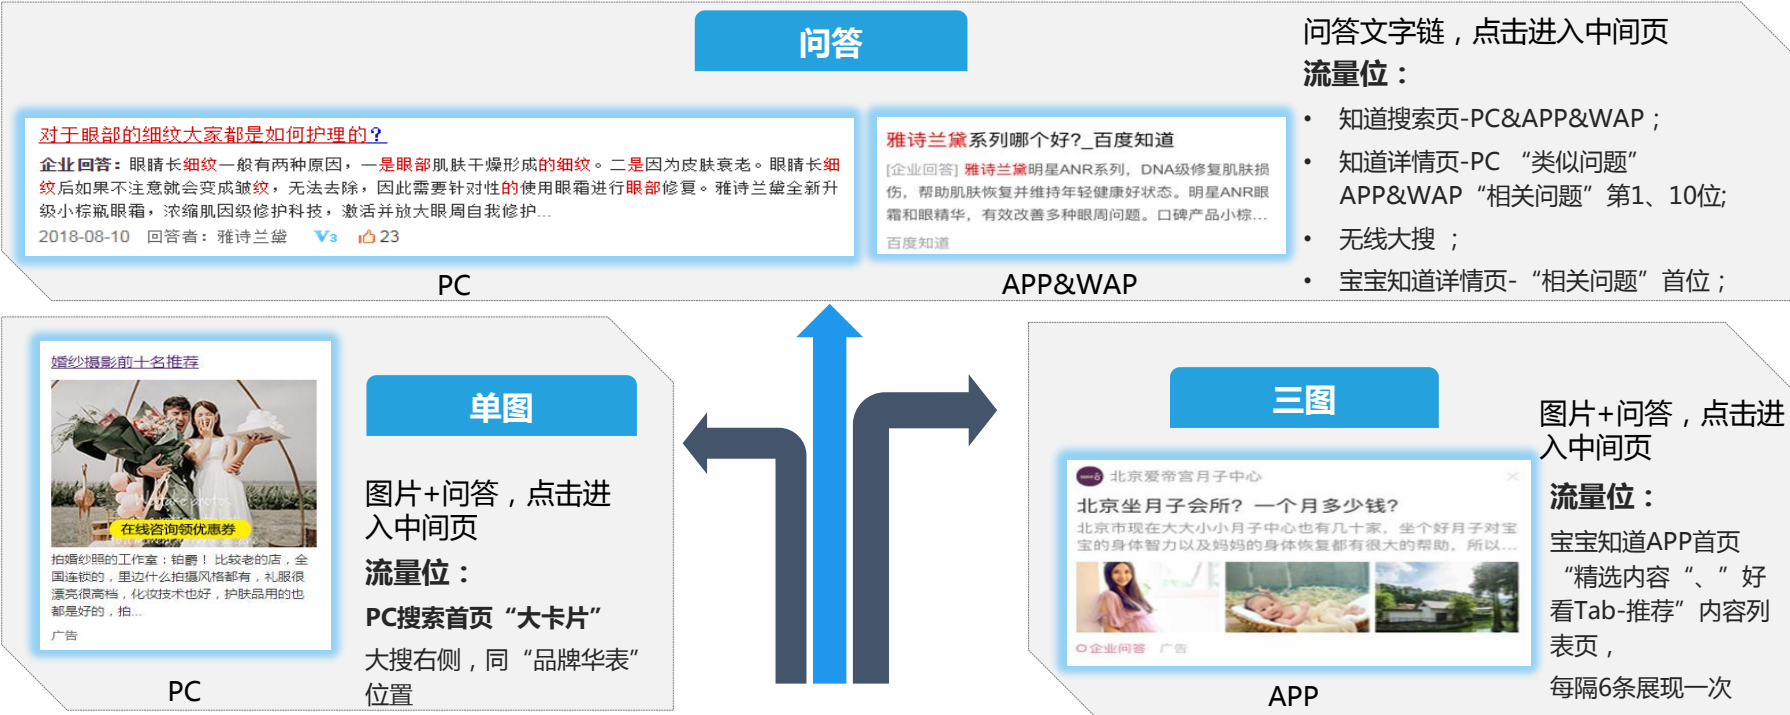 问答
对于眼部的细纹大家都是如何护理的?
企业回答：眼睛长细纹一般有两种原因，一是眼部肌肤干燥形成的细纹。二是因为皮肤衰老。眼睛长细
纹后如果不注意就会变成皱纹，无法去除，因此需要针对性的使用眼霜进行眼部修复。雅诗兰黛全新升
级小棕瓶眼霜，浓缩肌因级修护科技，激活并放大眼周自我修护...
2018-08-10 回答者：雅诗兰黛 V3 23
PC
雅诗兰黛系列哪个好?_百度知道
[企业回答] 雅诗兰黛明星ANR系列，DNA级修复肌肤损
伤，帮助肌肤恢复并维持年轻健康好状态。明星ANR眼
霜和眼精华，有效改善多种眼周问题。口碑产品小棕...
百度知道
APP&WAP
问答文字链，点击进入中间页
流量位：
• 知道搜索页-PC&APP&WAP；
• 知道详情页-PC “类似问题”
APP&WAP“相关问题”第1、10位;
• 无线大搜 ；
• 宝宝知道详情页-“相关问题”首位；
婚纱摄影前十名推荐
We take photos
在线咨询领优惠券
拍婚纱照的工作室：铂爵！ 比较老的店，全
国连锁的，里边什么拍摄风格都有，礼服很
漂亮很高档，化妆技术也好，护肤品用的也
都是好的，拍...
广告
PC
单图
图片+问答，点击进
入中间页
流量位：
PC搜索首页“大卡片”
大搜右侧，同“品牌华表”
位置
三图
北京爱帝宫月子中心
北京坐月子会所？一个月多少钱?
北京市现在大大小小月子中心也有几十家，坐个好月子对宝
宝的身体智力以及妈妈的身体恢复都有很大的帮助，所以...
企业问答 广告
APP
图片+问答，点击进
入中间页
流量位：
宝宝知道APP首页
“精选内容“、”好
看Tab-推荐”内容列
表页，
每隔6条展现一次